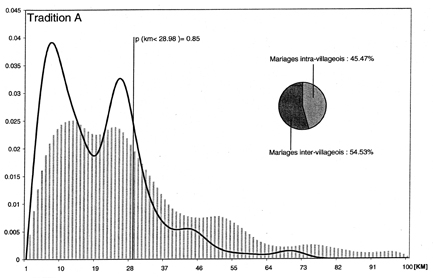 Tradition A
p (km< 28.98 )= 0.85
Mariages intra-villageois : 45.47%
Mariages inter-villageois : 54.53%
0.045
0.04
0.035
0.03
0.025
0.02
0.015
0.01
0.005
0
1 10 19 28 37 46 55 64 73 82 91 100 [KM]